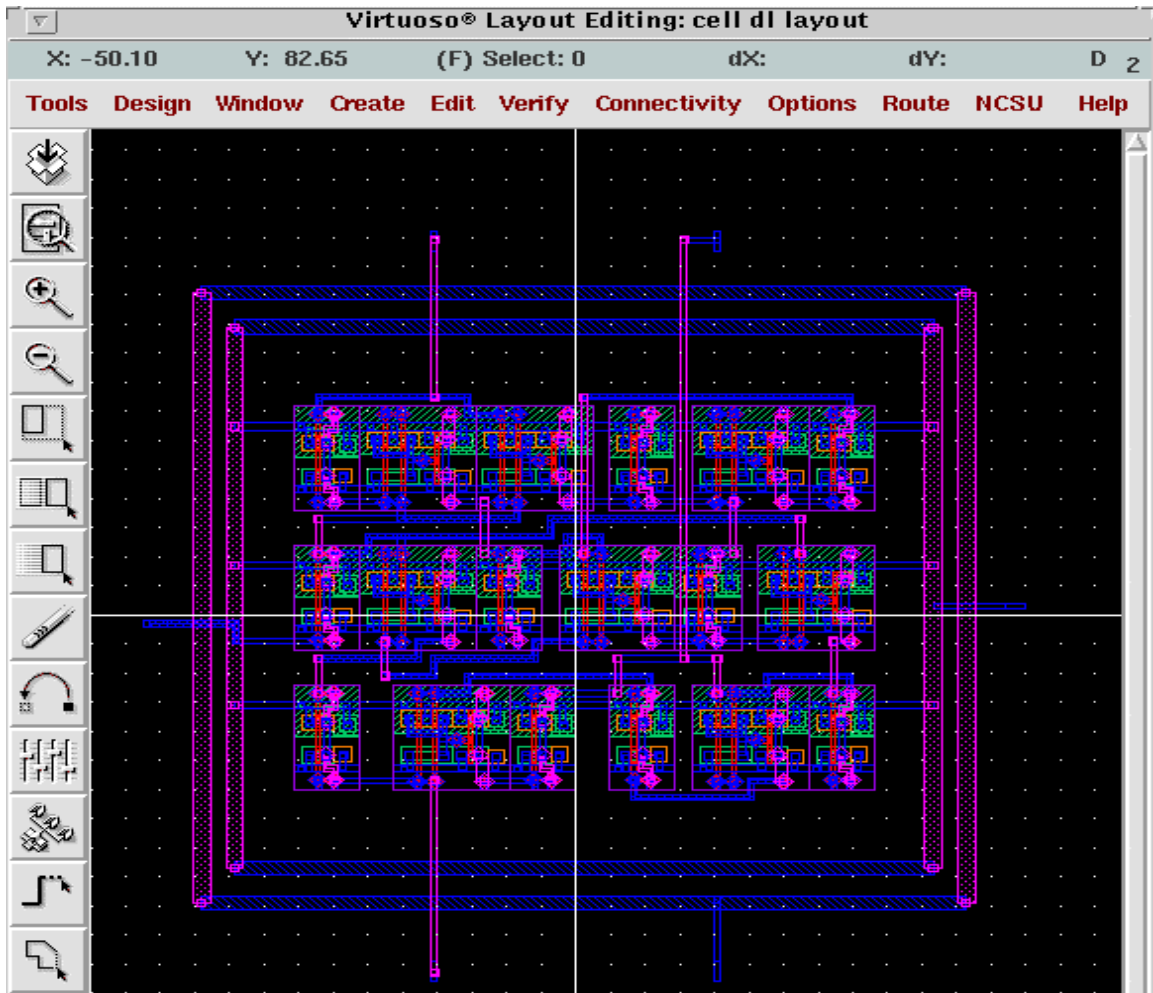 Virtuoso® Layout Editing: cell dl layout
X: -50.10 Y: 82.65 (F) Select: 0 dX: dY: D 2
Tools Design Window Create Edit Verify Connectivity Options Route NCSU Help